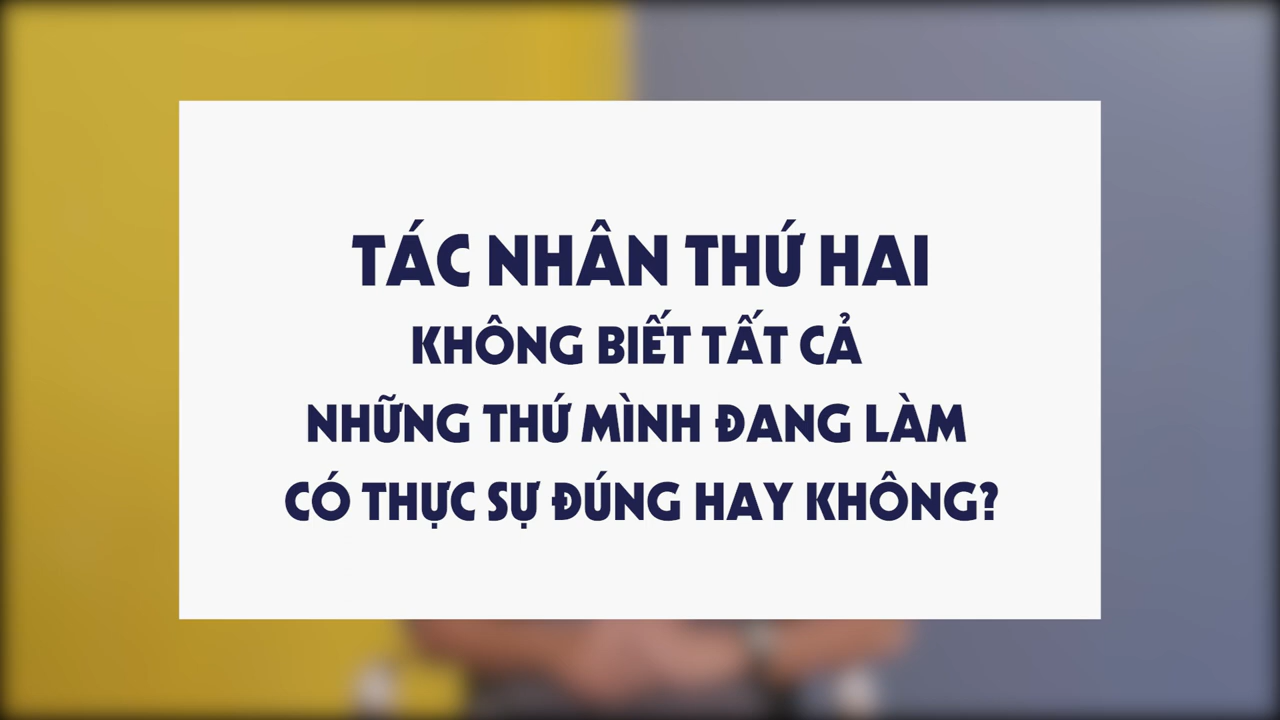 TÁC NHÂN THỨ HAI
KHÔNG BIẾT TẤT CẢ
NHỮNG THỨ MÌNH ĐANG LÀM
CÓ THỰC SỰ ĐÚNG HAY KHÔNG?